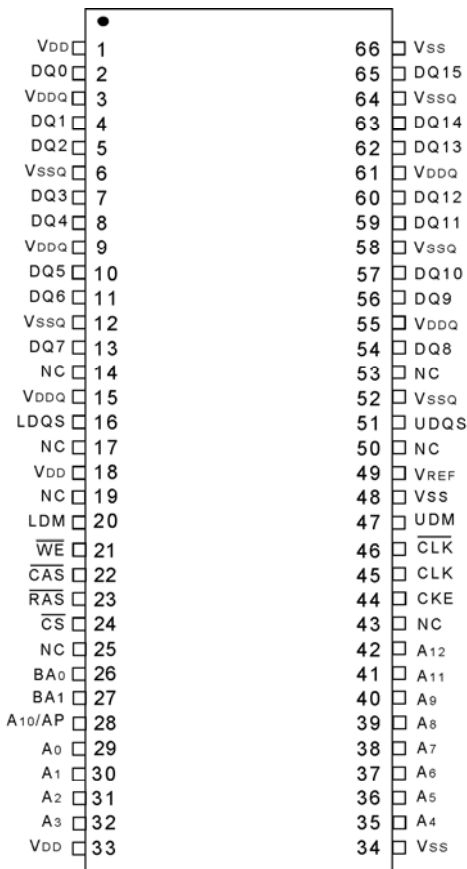 VDD 1 66 VSS
DQ0 2 65 DQ15
VDDQ 3 64 VSSQ
DQ1 4 63 DQ14
DQ2 5 62 DQ13
VSSQ 6 61 VDDQ
DQ3 7 60 DQ12
DQ4 8 59 DQ11
VDDQ 9 58 VSSQ
DQ5 10 57 DQ10
DQ6 11 56 DQ9
VSSQ 12 55 VDDQ
DQ7 13 54 DQ8
NC 14 53 NC
VDDQ 15 52 VSSQ
LDQS 16 51 UDQS
NC 17 50 NC
VDD 18 49 VREF
NC 19 48 VSS
LDM 20 47 UDM
W̅E̅ 21 46 C̅L̅K̅
C̅A̅S̅ 22 45 CLK
R̅A̅S̅ 23 44 CKE
C̅S̅ 24 43 NC
NC 25 42 A12
BA0 26 41 A11
BA1 27 40 A9
A10/AP 28 39 A8
A0 29 38 A7
A1 30 37 A6
A2 31 36 A5
A3 32 35 A4
VDD 33 34 VSS